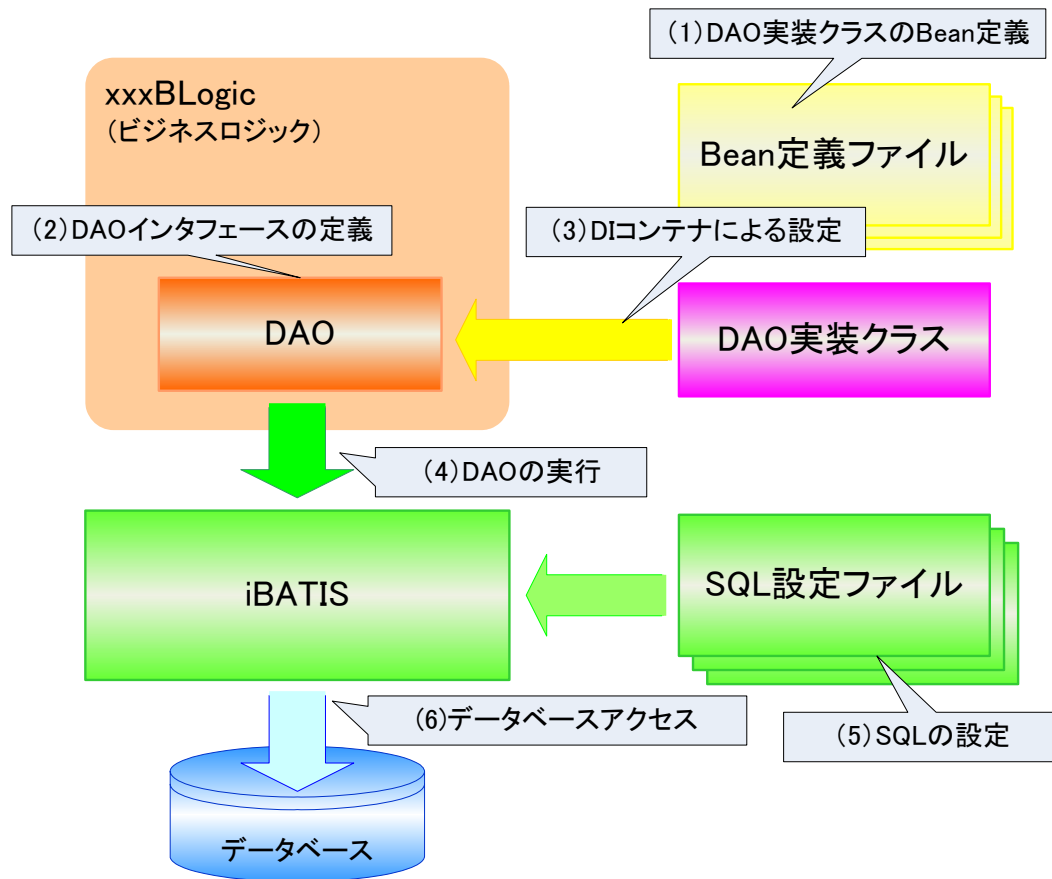 (1)DAO実装クラスのBean定義
xxxBLogic
(ビジネスロジック)
Bean定義ファイル
(2)DAOインタフェースの定義
(3)DIコンテナによる設定
DAO
DAO実装クラス
(4)DAOの実行
iBATIS
SQL設定ファイル
(6)データベースアクセス
(5)SQLの設定
データベース